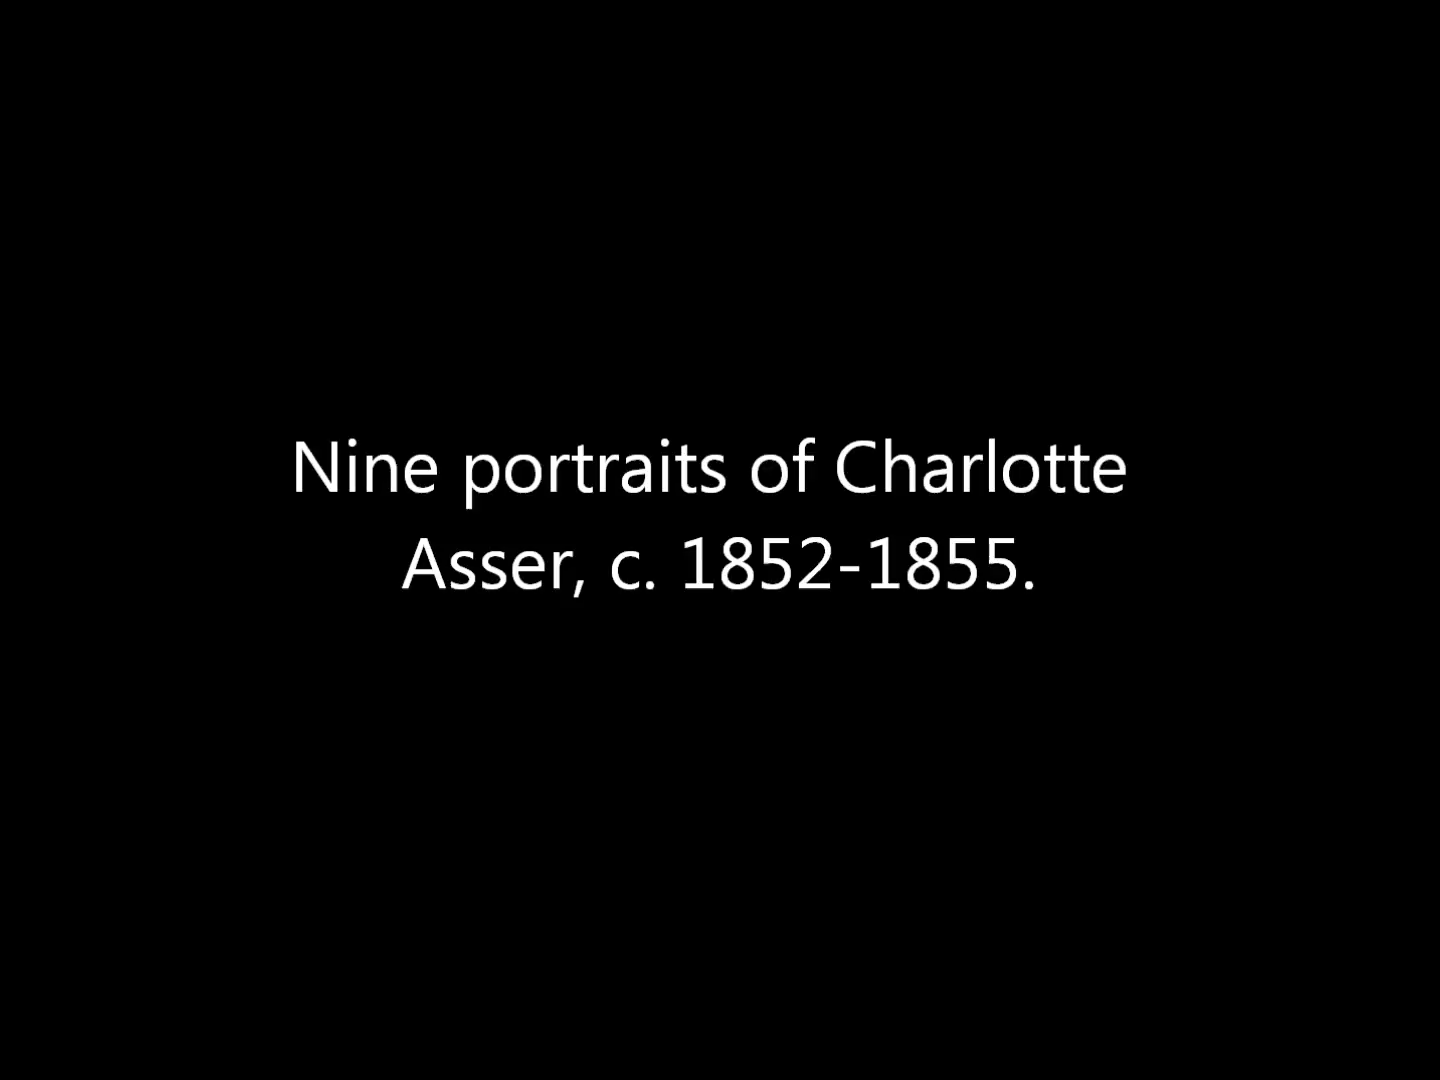 Nine portraits of Charlotte
Asser, c. 1852-1855.